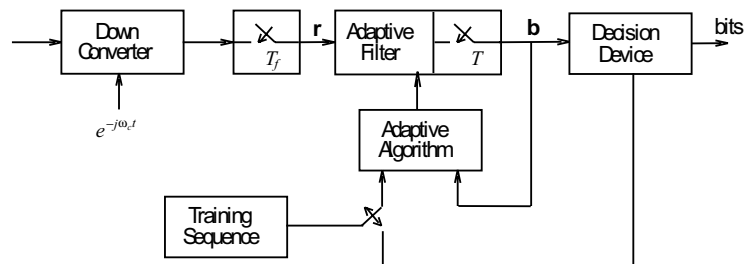 Down
Converter
T_f
r
Adaptive
Filter
T
b
Decision
Device
bits
e^{-jω_c t}
Adaptive
Algorithm
Training
Sequence